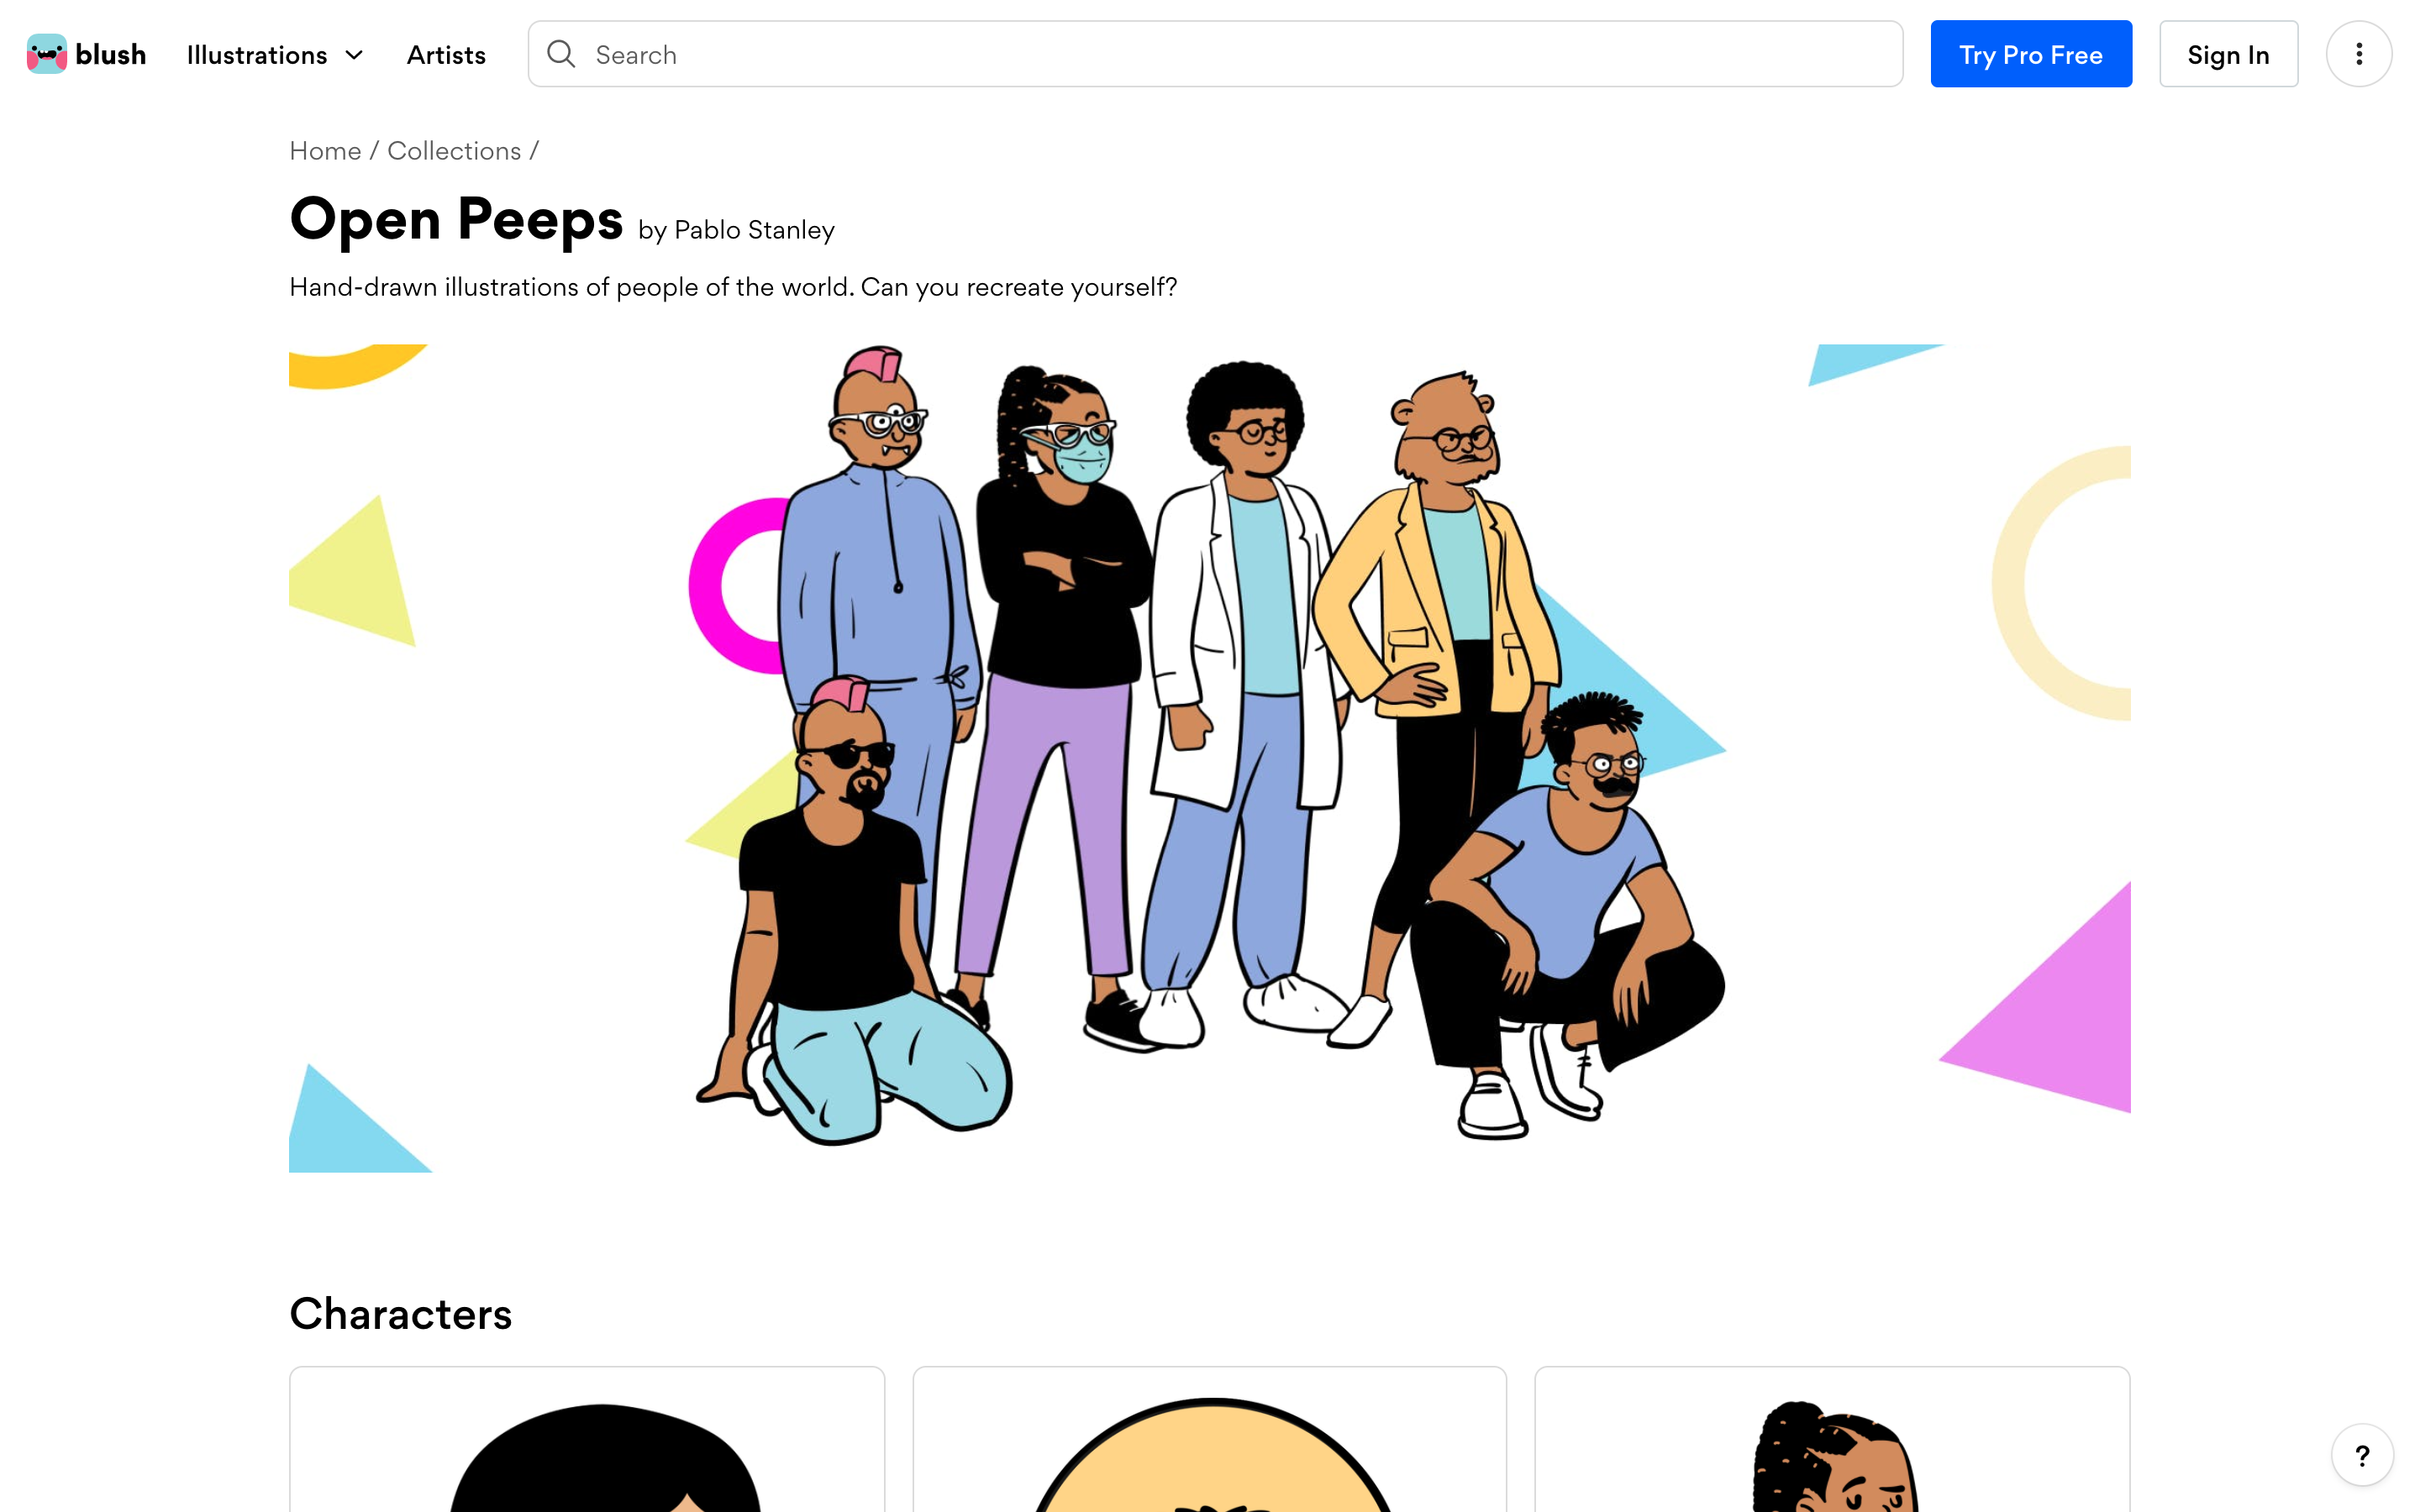 blush
Illustrations
Artists
Search
Try Pro Free
Sign In
Home / Collections /
Open Peeps by Pablo Stanley
Hand-drawn illustrations of people of the world. Can you recreate yourself?
Characters
?